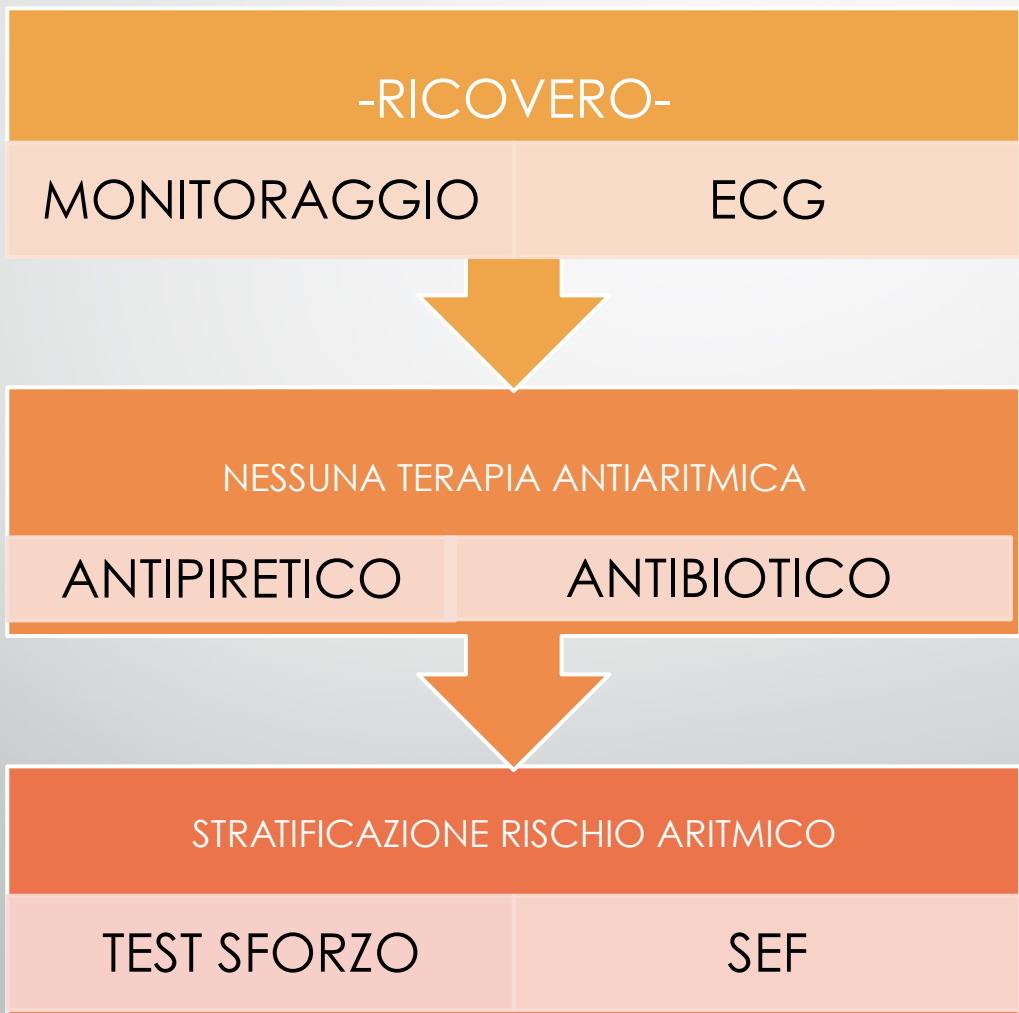 -RICOVERO-
MONITORAGGIO ECG
NESSUNA TERAPIA ANTIARITMICA
ANTIPIRETICO ANTIBIOTICO
STRATIFICAZIONE RISCHIO ARITMICO
TEST SFORZO SEF